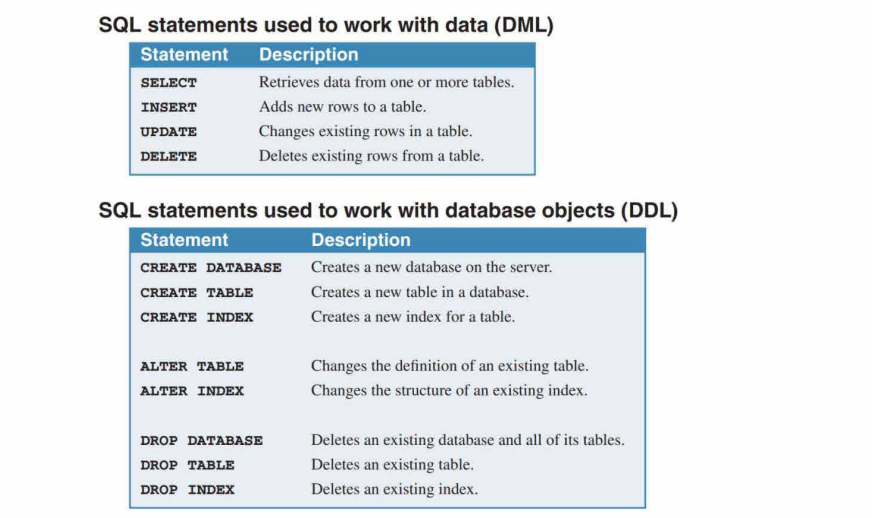 SQL statements used to work with data (DML)
Statement Description
SELECT Retrieves data from one or more tables.
INSERT Adds new rows to a table.
UPDATE Changes existing rows in a table.
DELETE Deletes existing rows from a table.
SQL statements used to work with database objects (DDL)
Statement Description
CREATE DATABASE Creates a new database on the server.
CREATE TABLE Creates a new table in a database.
CREATE INDEX Creates a new index for a table.
ALTER TABLE Changes the definition of an existing table.
ALTER INDEX Changes the structure of an existing index.
DROP DATABASE Deletes an existing database and all of its tables.
DROP TABLE Deletes an existing table.
DROP INDEX Deletes an existing index.